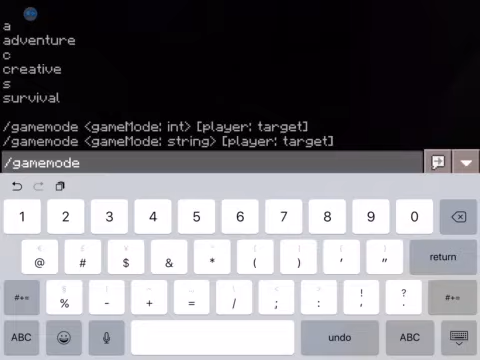 a
adventure
c
creative
s
survival
/gamemode <gameMode: int> [player: target]
/gamemode <gameMode: string> [player: target]
/gamemode
1 2 3 4 5 6 7 8 9 0
@ # $ & * ( ) ' "
return
#+= % - + = / ; : ! ? #+=
ABC undo ABC